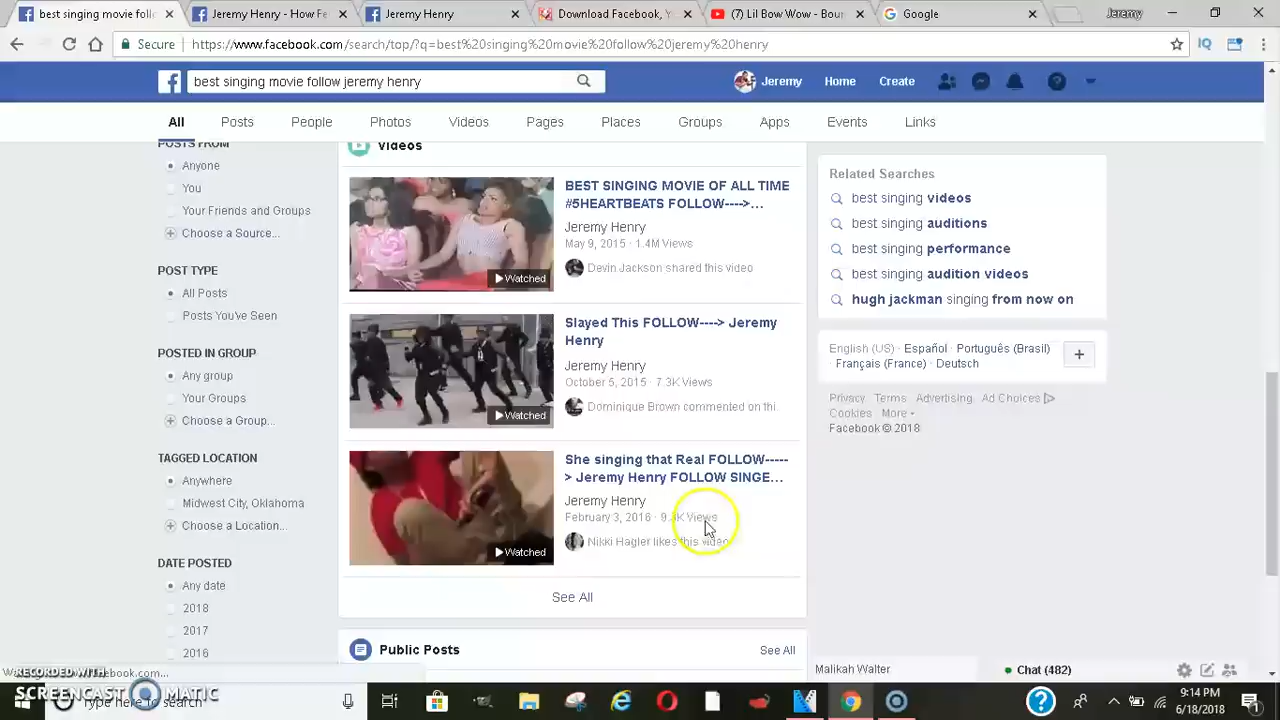 best singing movie follo
Jeremy Henry - How Fe
Jeremy Henry
Download Facebook, Yo
(7) Lil Bow Wow - Boun
Google
Jeremy
Secure
https://www.facebook.com/search/top/?q=best%20singing%20movie%20follow%20jeremy%20henry
best singing movie follow jeremy henry
Jeremy
Home
Create
All
Posts
People
Photos
Videos
Pages
Places
Groups
Apps
Events
Links
POSTS FROM
Anyone
You
Your Friends and Groups
Choose a Source...
POST TYPE
All Posts
Posts You've Seen
POSTED IN GROUP
Any group
Your Groups
Choose a Group...
TAGGED LOCATION
Anywhere
Midwest City, Oklahoma
Choose a Location...
DATE POSTED
Any date
2018
2017
2016
Videos
BEST SINGING MOVIE OF ALL TIME
#5HEARTBEATS FOLLOW---->...
Jeremy Henry
May 9, 2015 · 1.4M Views
Devin Jackson shared this video
Watched
Slayed This FOLLOW----> Jeremy
Henry
Jeremy Henry
October 5, 2015 · 7.3K Views
Dominique Brown commented on thi...
Watched
She singing that Real FOLLOW-----
> Jeremy Henry FOLLOW SINGE...
Jeremy Henry
February 3, 2016 · Views
Nikki Hagler likes this video
Watched
See All
Public Posts
See All
Related Searches
best singing videos
best singing auditions
best singing performance
best singing audition videos
hugh jackman singing from now on
English (US) · Español · Português (Brasil)
Français (France) · Deutsch
Privacy · Terms · Advertising · Ad Choices
Cookies · More
Facebook © 2018
Malikah Walter
Chat (482)
RECORDED WITH
SCREENCAST MATIC
Type here to search
9:14 PM
6/18/2018